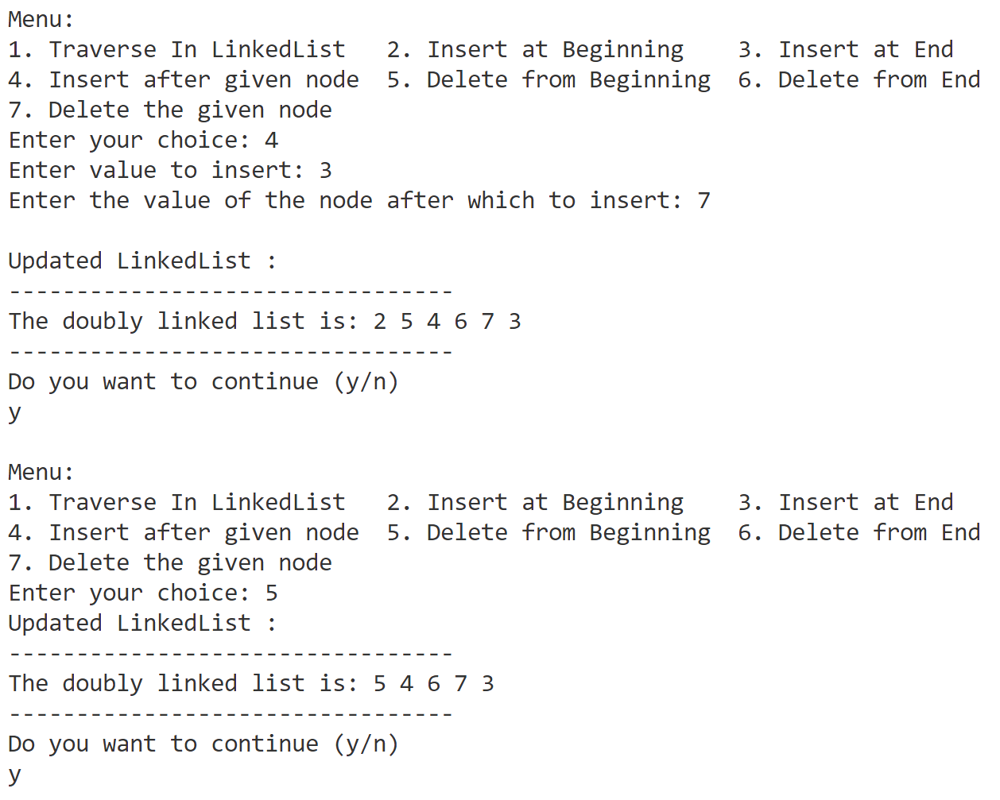 Menu:
1. Traverse In LinkedList   2. Insert at Beginning    3. Insert at End
4. Insert after given node  5. Delete from Beginning  6. Delete from End
7. Delete the given node
Enter your choice: 4
Enter value to insert: 3
Enter the value of the node after which to insert: 7

Updated LinkedList :
---------------------------------
The doubly linked list is: 2 5 4 6 7 3
---------------------------------
Do you want to continue (y/n)
y

Menu:
1. Traverse In LinkedList   2. Insert at Beginning    3. Insert at End
4. Insert after given node  5. Delete from Beginning  6. Delete from End
7. Delete the given node
Enter your choice: 5
Updated LinkedList :
---------------------------------
The doubly linked list is: 5 4 6 7 3
---------------------------------
Do you want to continue (y/n)
y